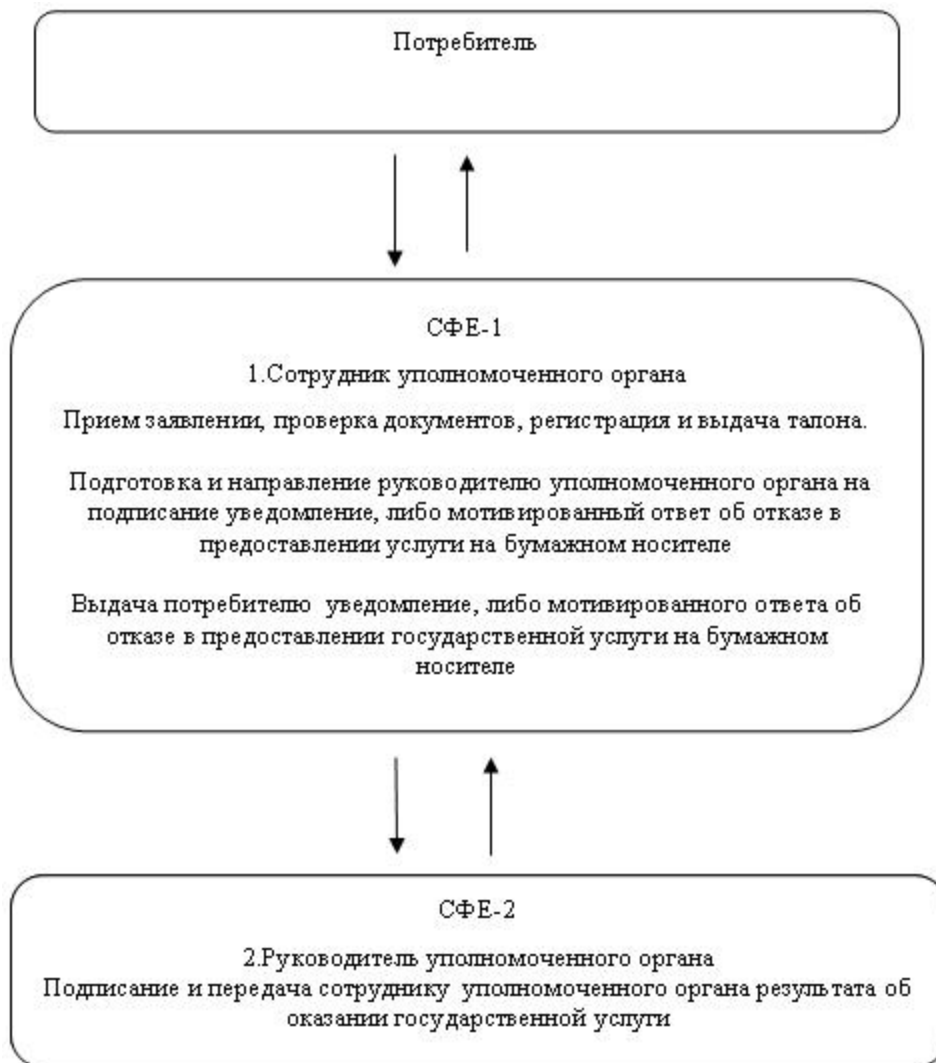 Потребитель
СФЕ-1
1.Сотрудник уполномоченного органа
Прием заявлении, проверка документов, регистрация и выдача талона.
Подготовка и направление руководителю уполномоченного органа на
подписание уведомление, либо мотивированный ответ об отказе в
предоставлении услуги на бумажном носителе
Выдача потребителю уведомление, либо мотивированного ответа об
отказе в предоставлении государственной услуги на бумажном
носителе
СФЕ-2
2.Руководитель уполномоченного органа
Подписание и передача сотруднику уполномоченного органа результата об
оказании государственной услуги